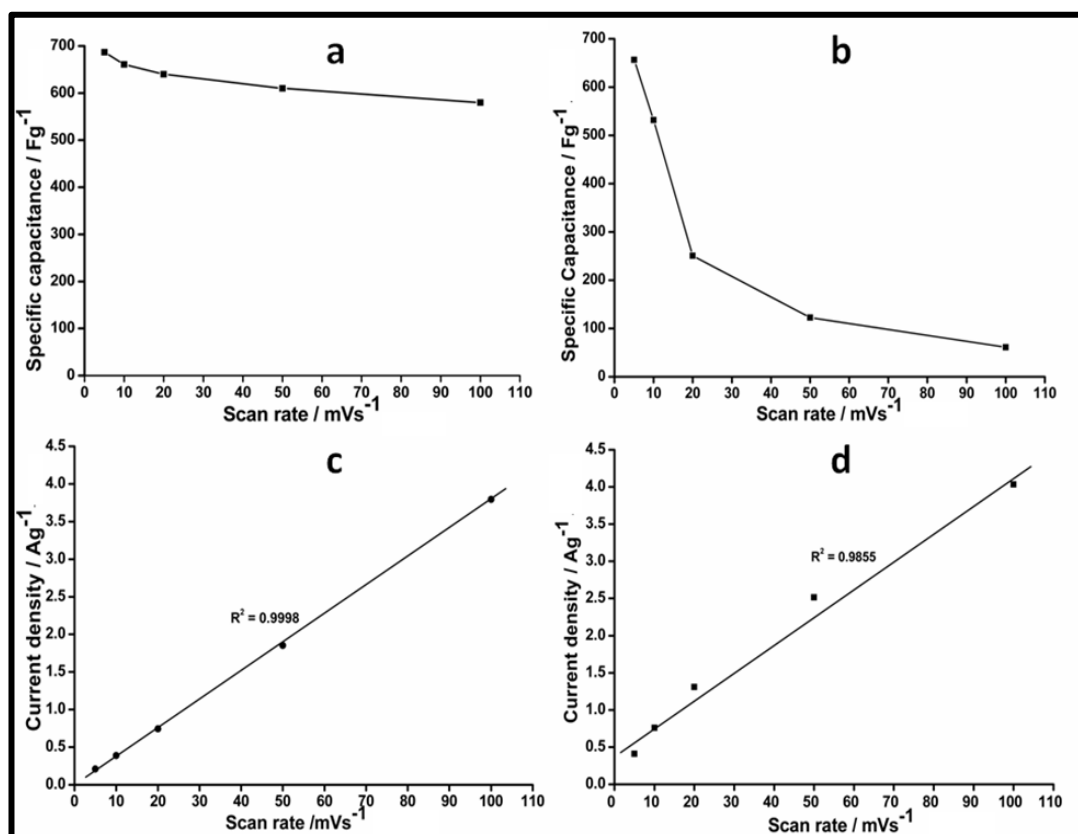 a
700
600
500
400
300
200
100
0
0 10 20 30 40 50 60 70 80 90 100 110
Specific capacitance / Fg⁻¹
Scan rate / mVs⁻¹
b
700
600
500
400
300
200
100
0
0 10 20 30 40 50 60 70 80 90 100 110
Specific Capacitance / Fg⁻¹
Scan rate / mVs⁻¹
c
4.5
4.0
3.5
3.0
2.5
2.0
1.5
1.0
0.5
0.0
R² = 0.9998
0 10 20 30 40 50 60 70 80 90 100 110
Current density / Ag⁻¹
Scan rate /mVs⁻¹
d
4.5
4.0
3.5
3.0
2.5
2.0
1.5
1.0
0.5
0.0
R² = 0.9855
0 10 20 30 40 50 60 70 80 90 100 110
Current density / Ag⁻¹
Scan rate / mVs⁻¹